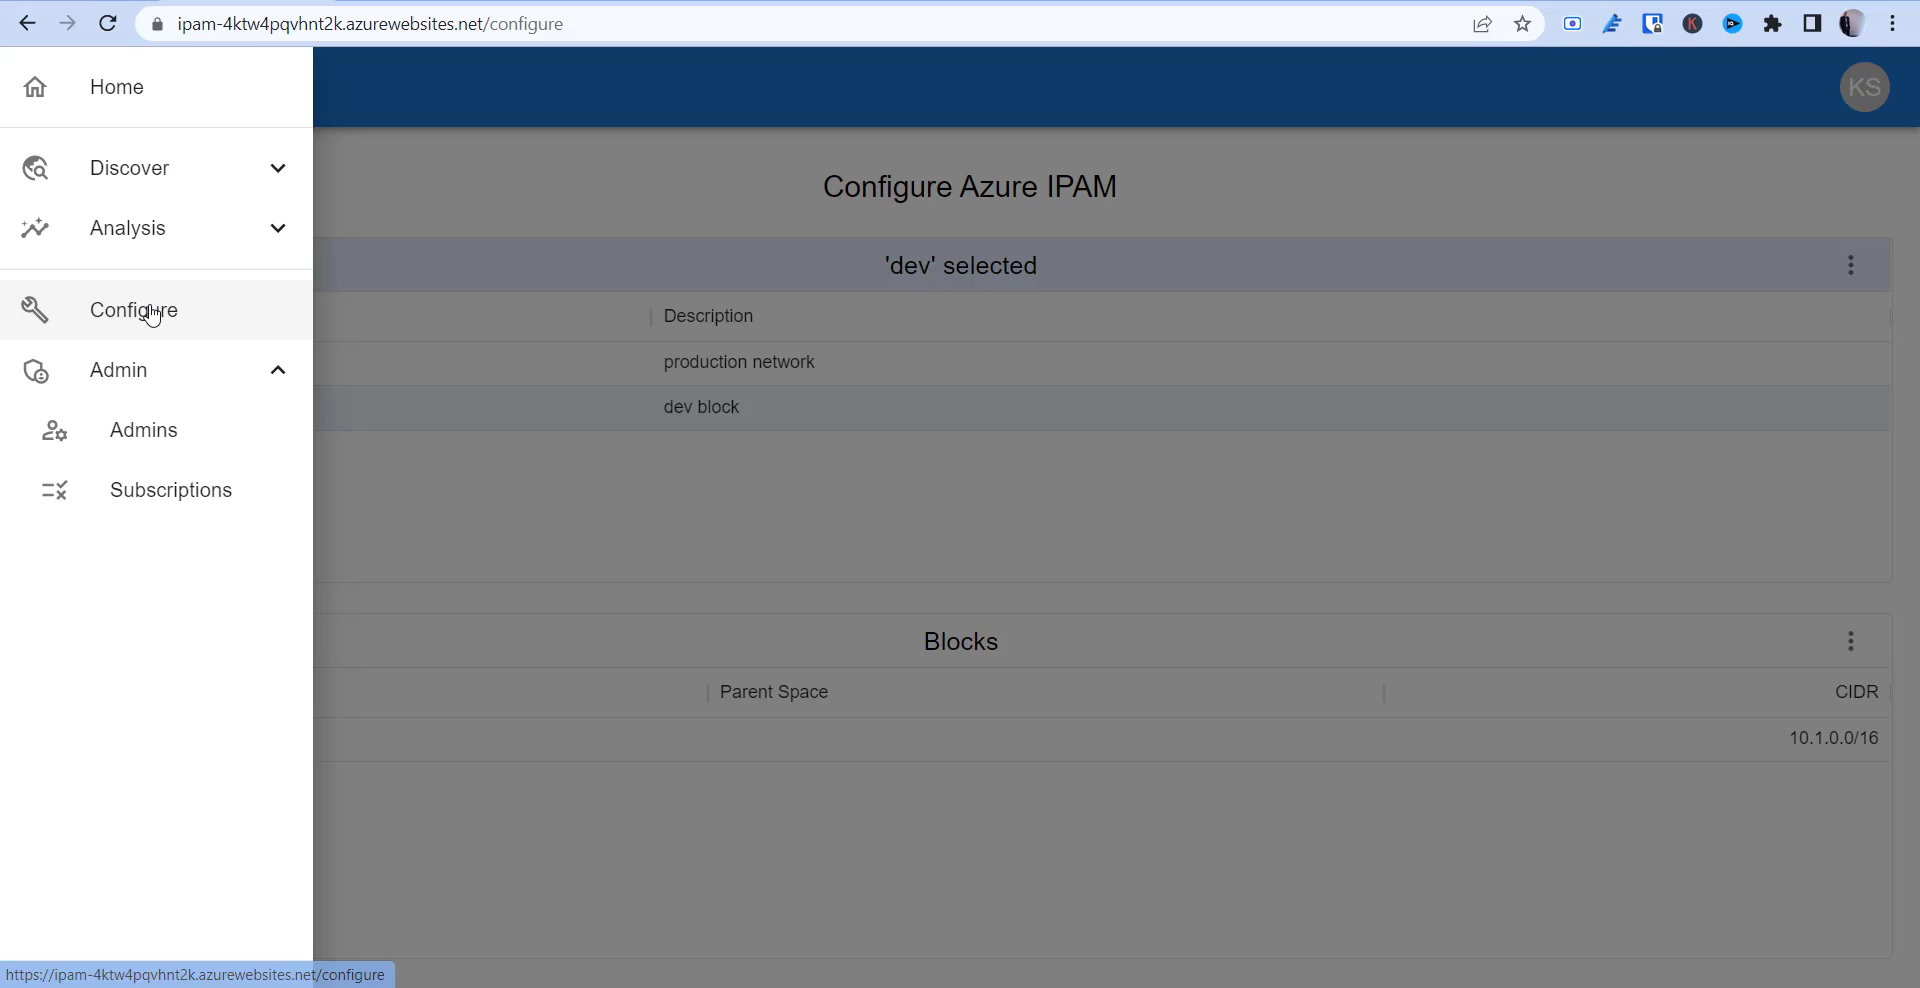 ipam-4ktw4pqvhnt2k.azurewebsites.net/configure
Home
KS
Discover
Configure Azure IPAM
Analysis
'dev' selected
Configure
Description
production network
Admin
dev block
Admins
Subscriptions
Blocks
Parent Space
CIDR
10.1.0.0/16
https://ipam-4ktw4pqvhnt2k.azurewebsites.net/configure